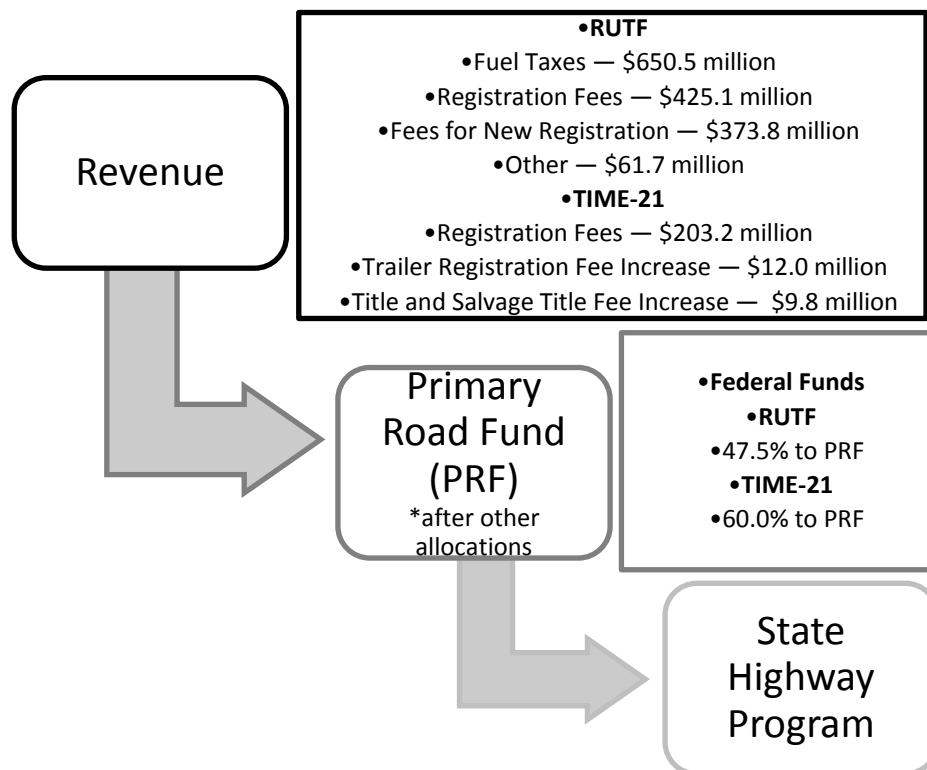 Revenue
•RUTF
•Fuel Taxes — $650.5 million
•Registration Fees — $425.1 million
•Fees for New Registration — $373.8 million
•Other — $61.7 million
•TIME-21
•Registration Fees — $203.2 million
•Trailer Registration Fee Increase — $12.0 million
•Title and Salvage Title Fee Increase — $9.8 million
Primary
Road Fund
(PRF)
*after other
allocations
•Federal Funds
•RUTF
•47.5% to PRF
•TIME-21
•60.0% to PRF
State
Highway
Program